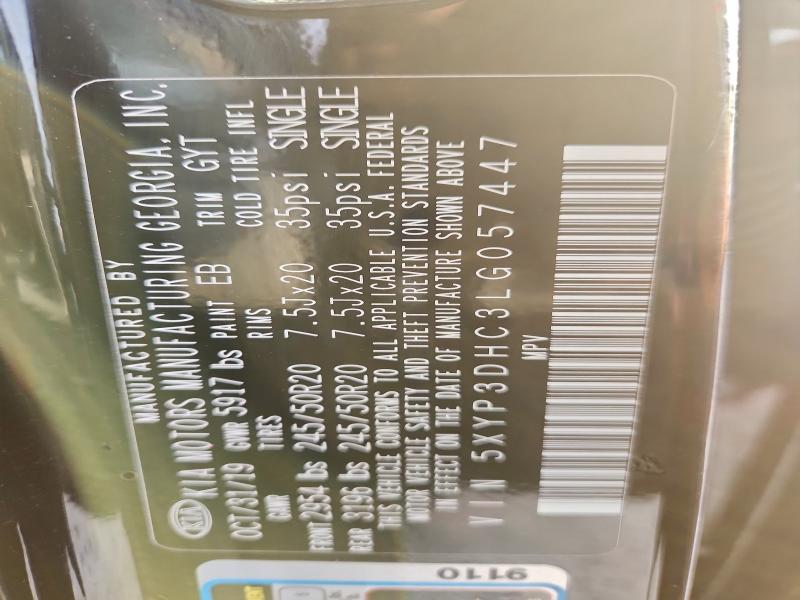 MANUFACTURED BY
KIA KIA MOTORS MANUFACTURING GEORGIA, INC.
OCT/31/19 GVWR 5917 lbs PAINT EB TRIM GYT
GAWR TIRES RIMS COLD TIRE INFL
FRONT 2954 lbs 245/50R20 7.5Jx20 35psi SINGLE
REAR 3196 lbs 245/50R20 7.5Jx20 35psi SINGLE
THIS VEHICLE CONFORMS TO ALL APPLICABLE U.S.A. FEDERAL
MOTOR VEHICLE SAFETY AND THEFT PREVENTION STANDARDS
IN EFFECT ON THE DATE OF MANUFACTURE SHOWN ABOVE
VIN 5XYP3DHC3LG057447
MPV
9110